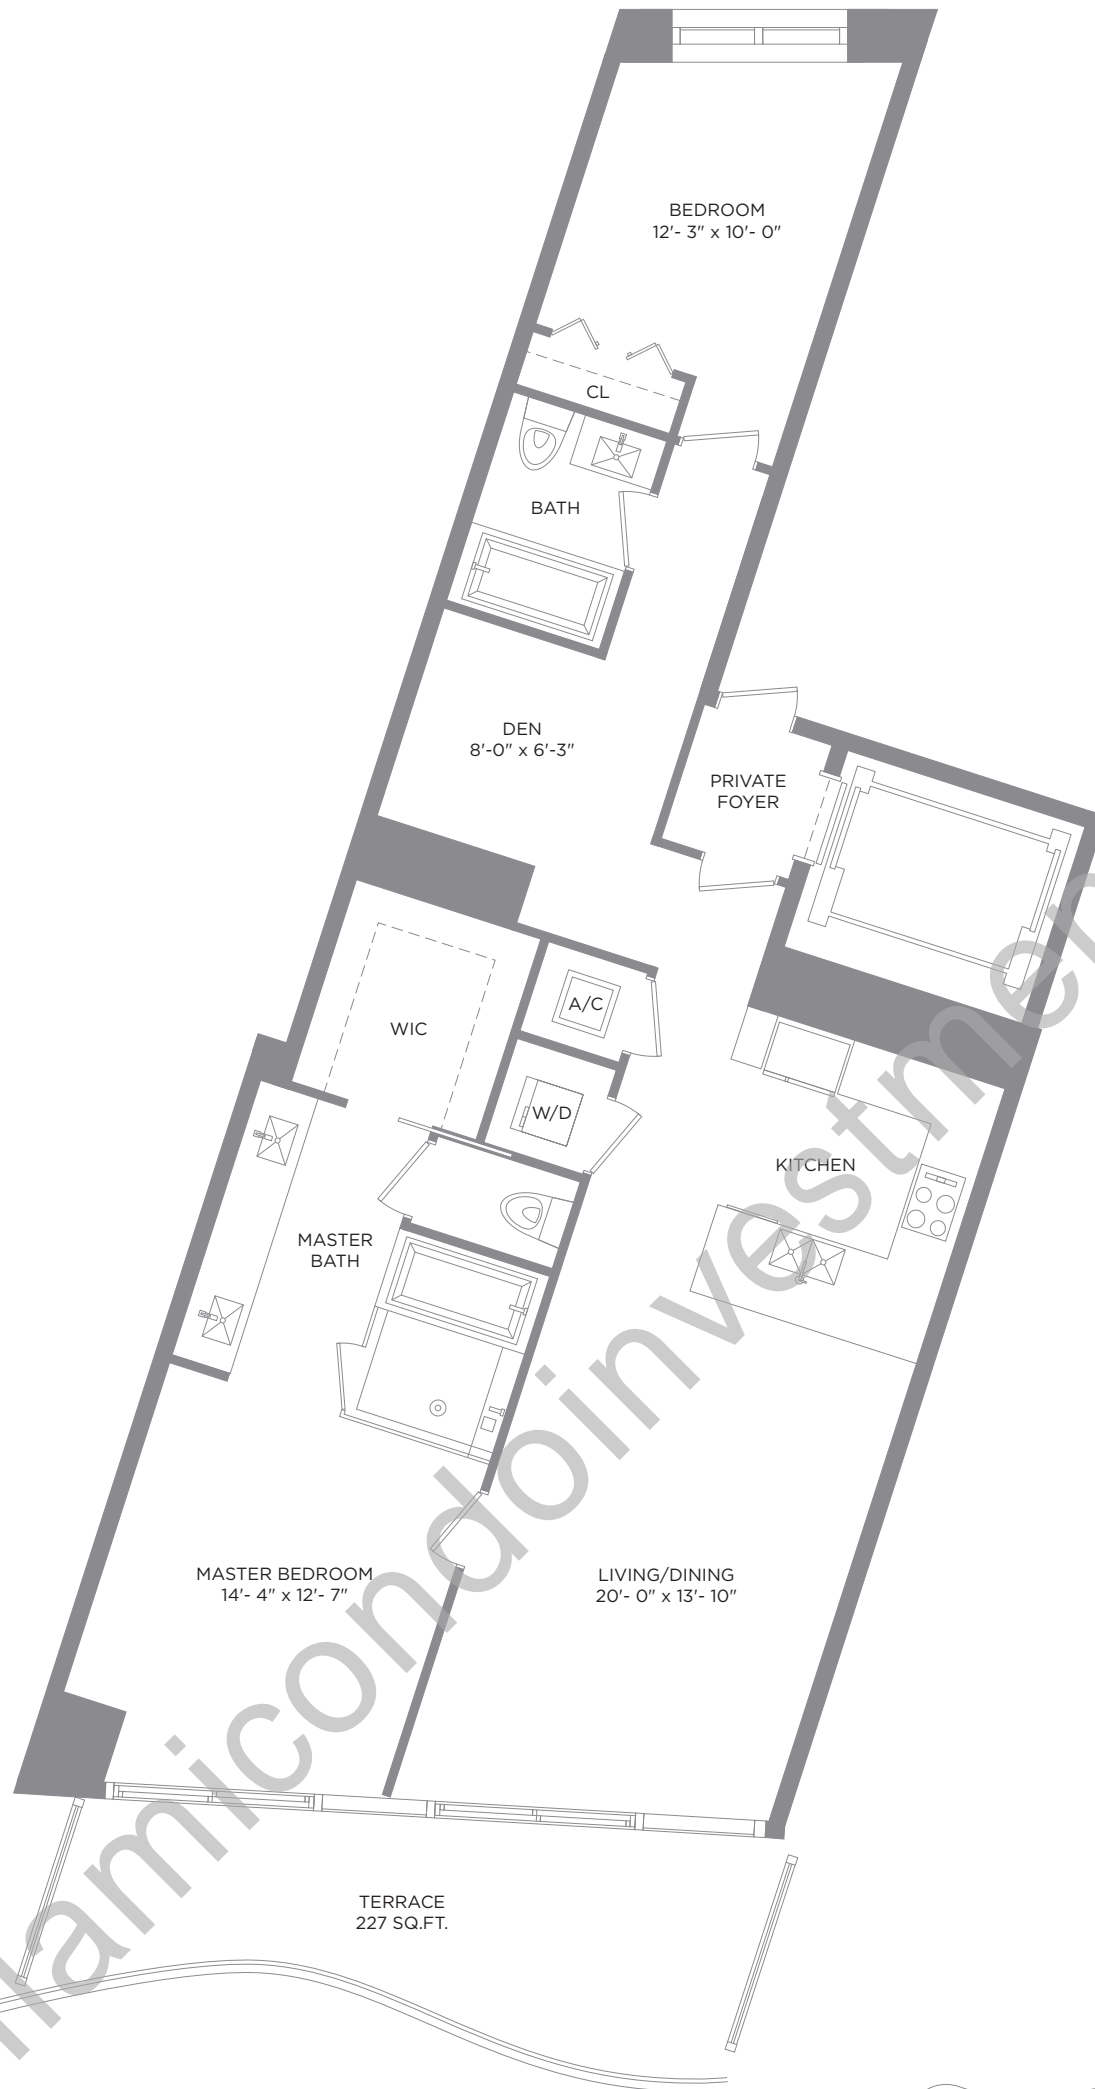 BEDROOM
12'- 3" x 10'- 0"
CL
BATH
DEN
8'-0" x 6'-3"
PRIVATE
FOYER
A/C
WIC
W/D
KITCHEN
MASTER
BATH
MASTER BEDROOM
14'- 4" x 12'- 7"
LIVING/DINING
20'- 0" x 13'- 10"
TERRACE
227 SQ.FT.
iamicondoinvestmen